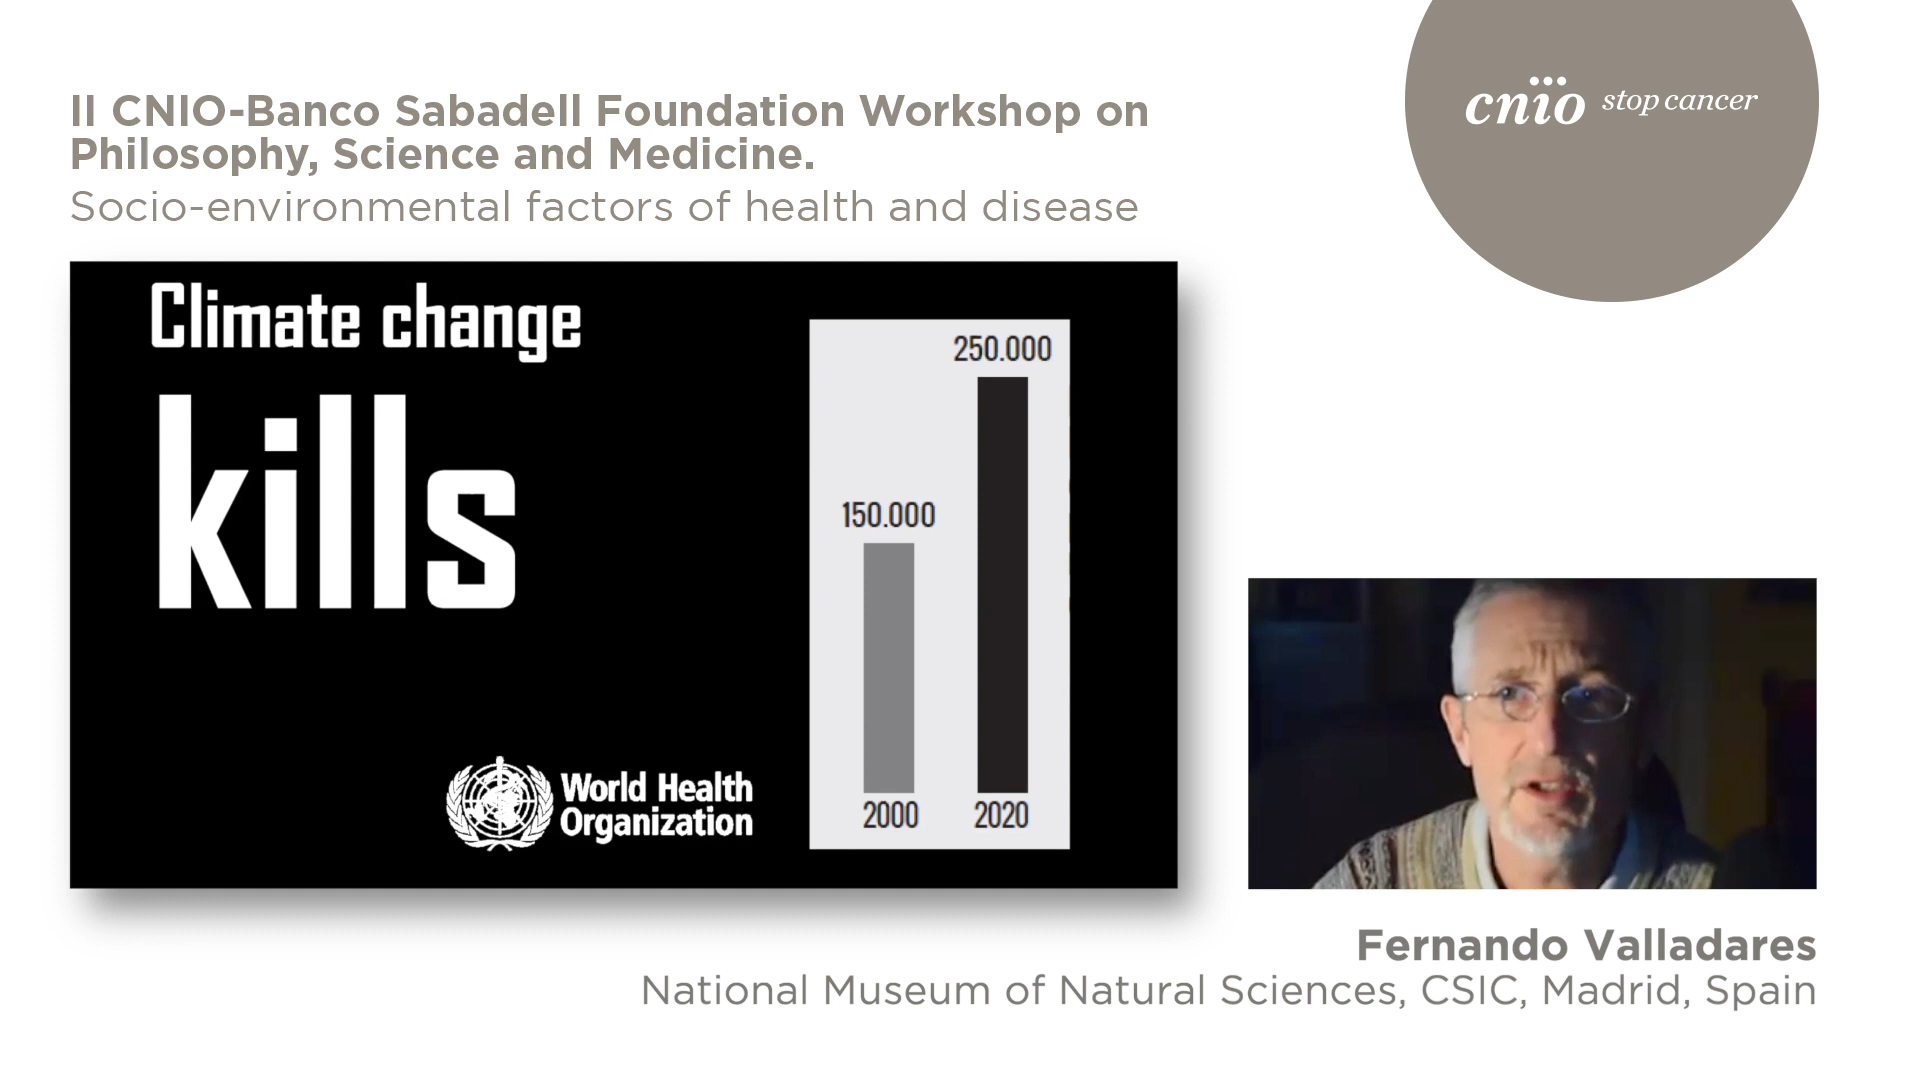 II CNIO-Banco Sabadell Foundation Workshop on
Philosophy, Science and Medicine.
Socio-environmental factors of health and disease
cnio stop cancer
Climate change
kills
World Health
Organization
250.000
150.000
2000 2020
Fernando Valladares
National Museum of Natural Sciences, CSIC, Madrid, Spain